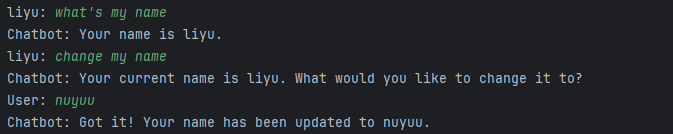 liyu: what's my name
Chatbot: Your name is liyu.
liyu: change my name
Chatbot: Your current name is liyu. What would you like to change it to?
User: nuyuu
Chatbot: Got it! Your name has been updated to nuyuu.